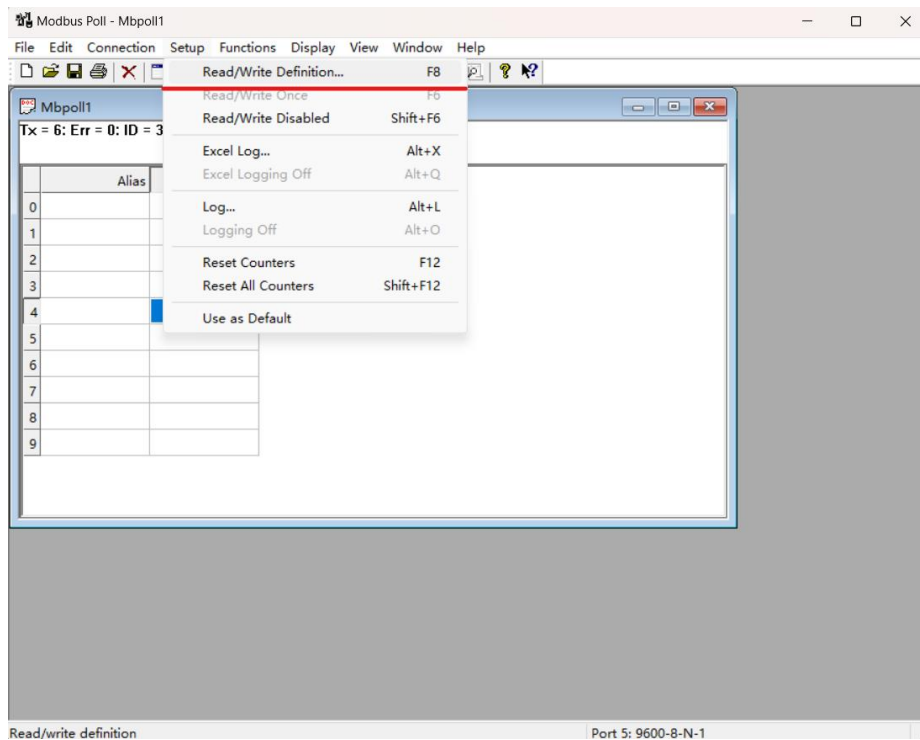 Modbus Poll - Mbpoll1
File Edit Connection Setup Functions Display View Window Help
Read/Write Definition... F8
Read/Write Once F6
Mbpoll1
Read/Write Disabled Shift+F6
Tx = 6: Err = 0: ID = 3
Excel Log... Alt+X
Excel Logging Off Alt+Q
Alias
Log... Alt+L
Logging Off Alt+O
Reset Counters F12
Reset All Counters Shift+F12
Use as Default
0
1
2
3
4
5
6
7
8
9
Read/write definition Port 5: 9600-8-N-1